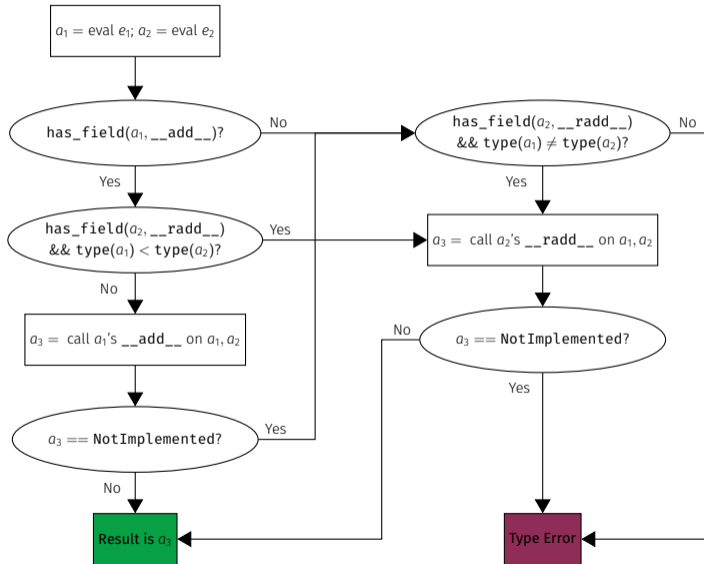 a₁ = eval e₁; a₂ = eval e₂
has_field(a₁, __add__)?
No
has_field(a₂, __radd__)
&& type(a₁) ≠ type(a₂)?
No
Yes
Yes
has_field(a₂, __radd__)
&& type(a₁) < type(a₂)?
Yes
a₃ = call a₂'s __radd__ on a₁, a₂
No
a₃ = call a₁'s __add__ on a₁, a₂
No
a₃ == NotImplemented?
Yes
a₃ == NotImplemented?
Yes
No
Result is a₃
Type Error